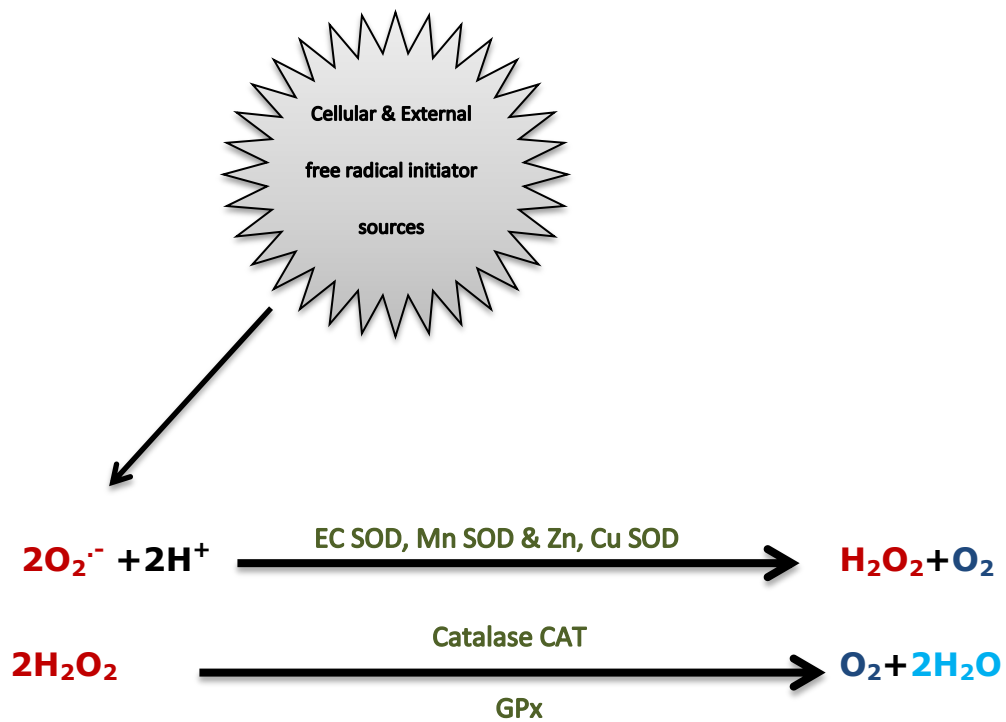 Cellular & External
free radical initiator
sources
EC SOD, Mn SOD & Zn, Cu SOD
2O₂·⁻ +2H⁺ H₂O₂+O₂
Catalase CAT
2H₂O₂ O₂+2H₂O
GPx